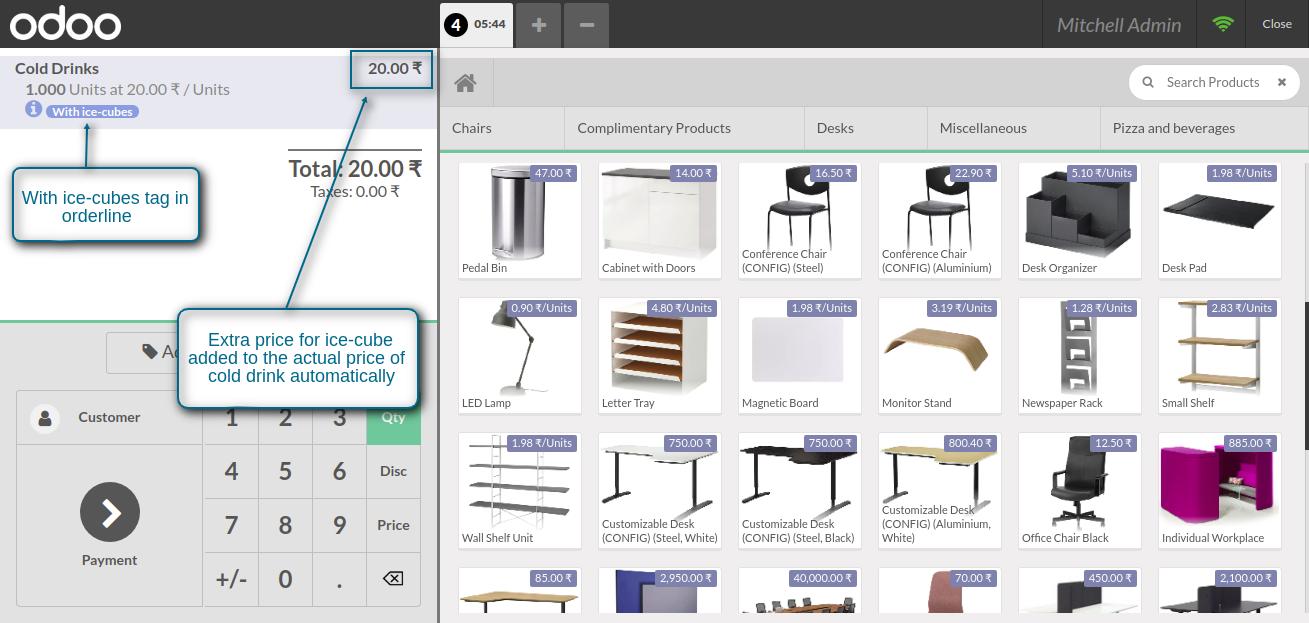 odoo
4 05:44 + −
Mitchell Admin
Close
Cold Drinks
20.00 ₹
1.000 Units at 20.00 ₹ / Units
With ice-cubes
Total: 20.00 ₹
Taxes: 0.00 ₹
With ice-cubes tag in
orderline
Extra price for ice-cube
added to the actual price of
cold drink automatically
Customer
Payment
1 2 3 Qty
4 5 6 Disc
7 8 9 Price
+/- 0 .
Search Products
Chairs
Complimentary Products
Desks
Miscellaneous
Pizza and beverages
47.00 ₹
Pedal Bin
14.00 ₹
Cabinet with Doors
16.50 ₹
Conference Chair
(CONFIG) (Steel)
22.90 ₹
Conference Chair
(CONFIG) (Aluminium)
5.10 ₹/Units
Desk Organizer
1.98 ₹/Units
Desk Pad
0.90 ₹/Units
LED Lamp
4.80 ₹/Units
Letter Tray
1.98 ₹/Units
Magnetic Board
3.19 ₹/Units
Monitor Stand
1.28 ₹/Units
Newspaper Rack
2.83 ₹/Units
Small Shelf
1.98 ₹/Units
Wall Shelf Unit
750.00 ₹
Customizable Desk
(CONFIG) (Steel, White)
750.00 ₹
Customizable Desk
(CONFIG) (Steel, Black)
800.40 ₹
Customizable Desk
(CONFIG) (Aluminium,
White)
12.50 ₹
Office Chair Black
885.00 ₹
Individual Workplace
85.00 ₹
2,950.00 ₹
40,000.00 ₹
70.00 ₹
450.00 ₹
2,100.00 ₹